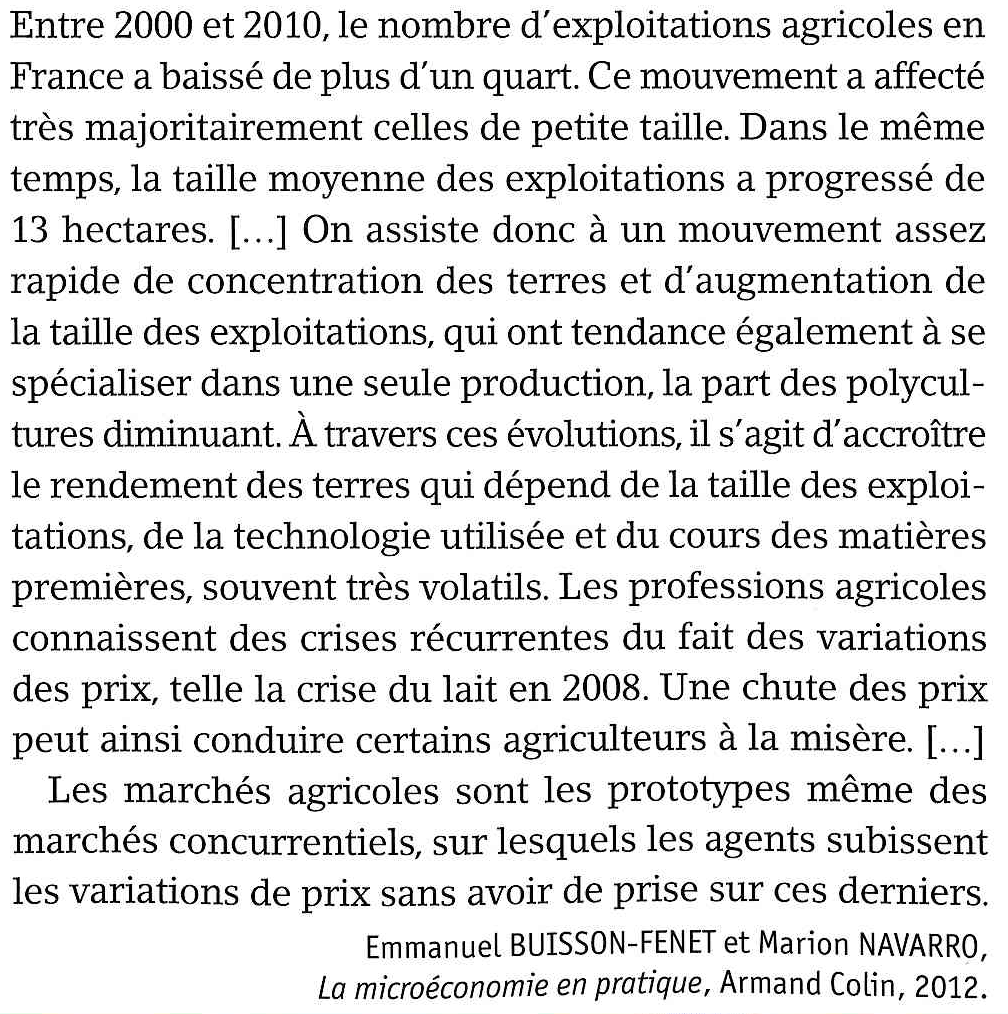 Entre 2000 et 2010, le nombre d'exploitations agricoles en
France a baissé de plus d'un quart. Ce mouvement a affecté
très majoritairement celles de petite taille. Dans le même
temps, la taille moyenne des exploitations a progressé de
13 hectares. […] On assiste donc à un mouvement assez
rapide de concentration des terres et d'augmentation de
la taille des exploitations, qui ont tendance également à se
spécialiser dans une seule production, la part des polycul-
tures diminuant. À travers ces évolutions, il s'agit d'accroître
le rendement des terres qui dépend de la taille des exploi-
tations, de la technologie utilisée et du cours des matières
premières, souvent très volatils. Les professions agricoles
connaissent des crises récurrentes du fait des variations
des prix, telle la crise du lait en 2008. Une chute des prix
peut ainsi conduire certains agriculteurs à la misère. […]
Les marchés agricoles sont les prototypes même des
marchés concurrentiels, sur lesquels les agents subissent
les variations de prix sans avoir de prise sur ces derniers.
Emmanuel BUISSON-FENET et Marion NAVARRO,
La microéconomie en pratique, Armand Colin, 2012.